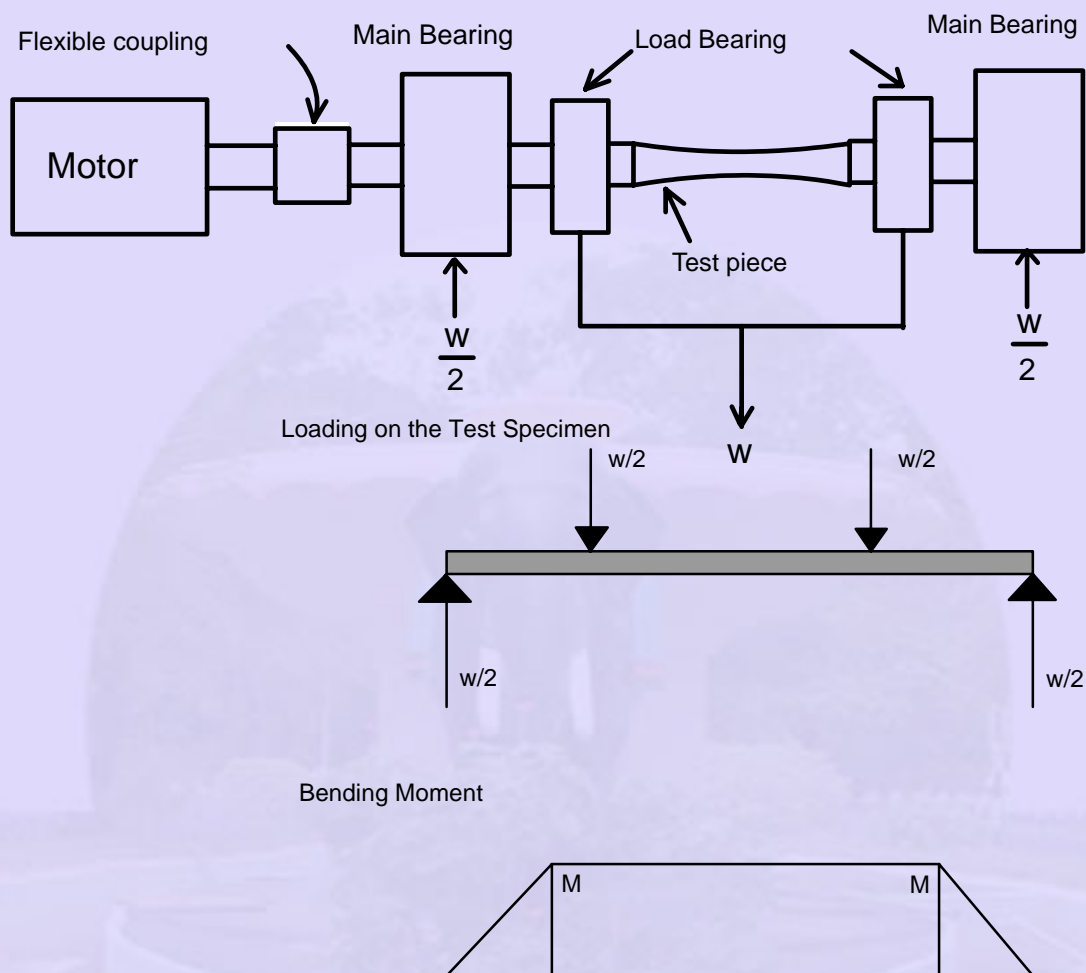 Flexible coupling
Main Bearing
Load Bearing
Main Bearing
Motor
Test piece
W
2
W
2
W
Loading on the Test Specimen
w/2
w/2
w/2
w/2
Bending Moment
M
M